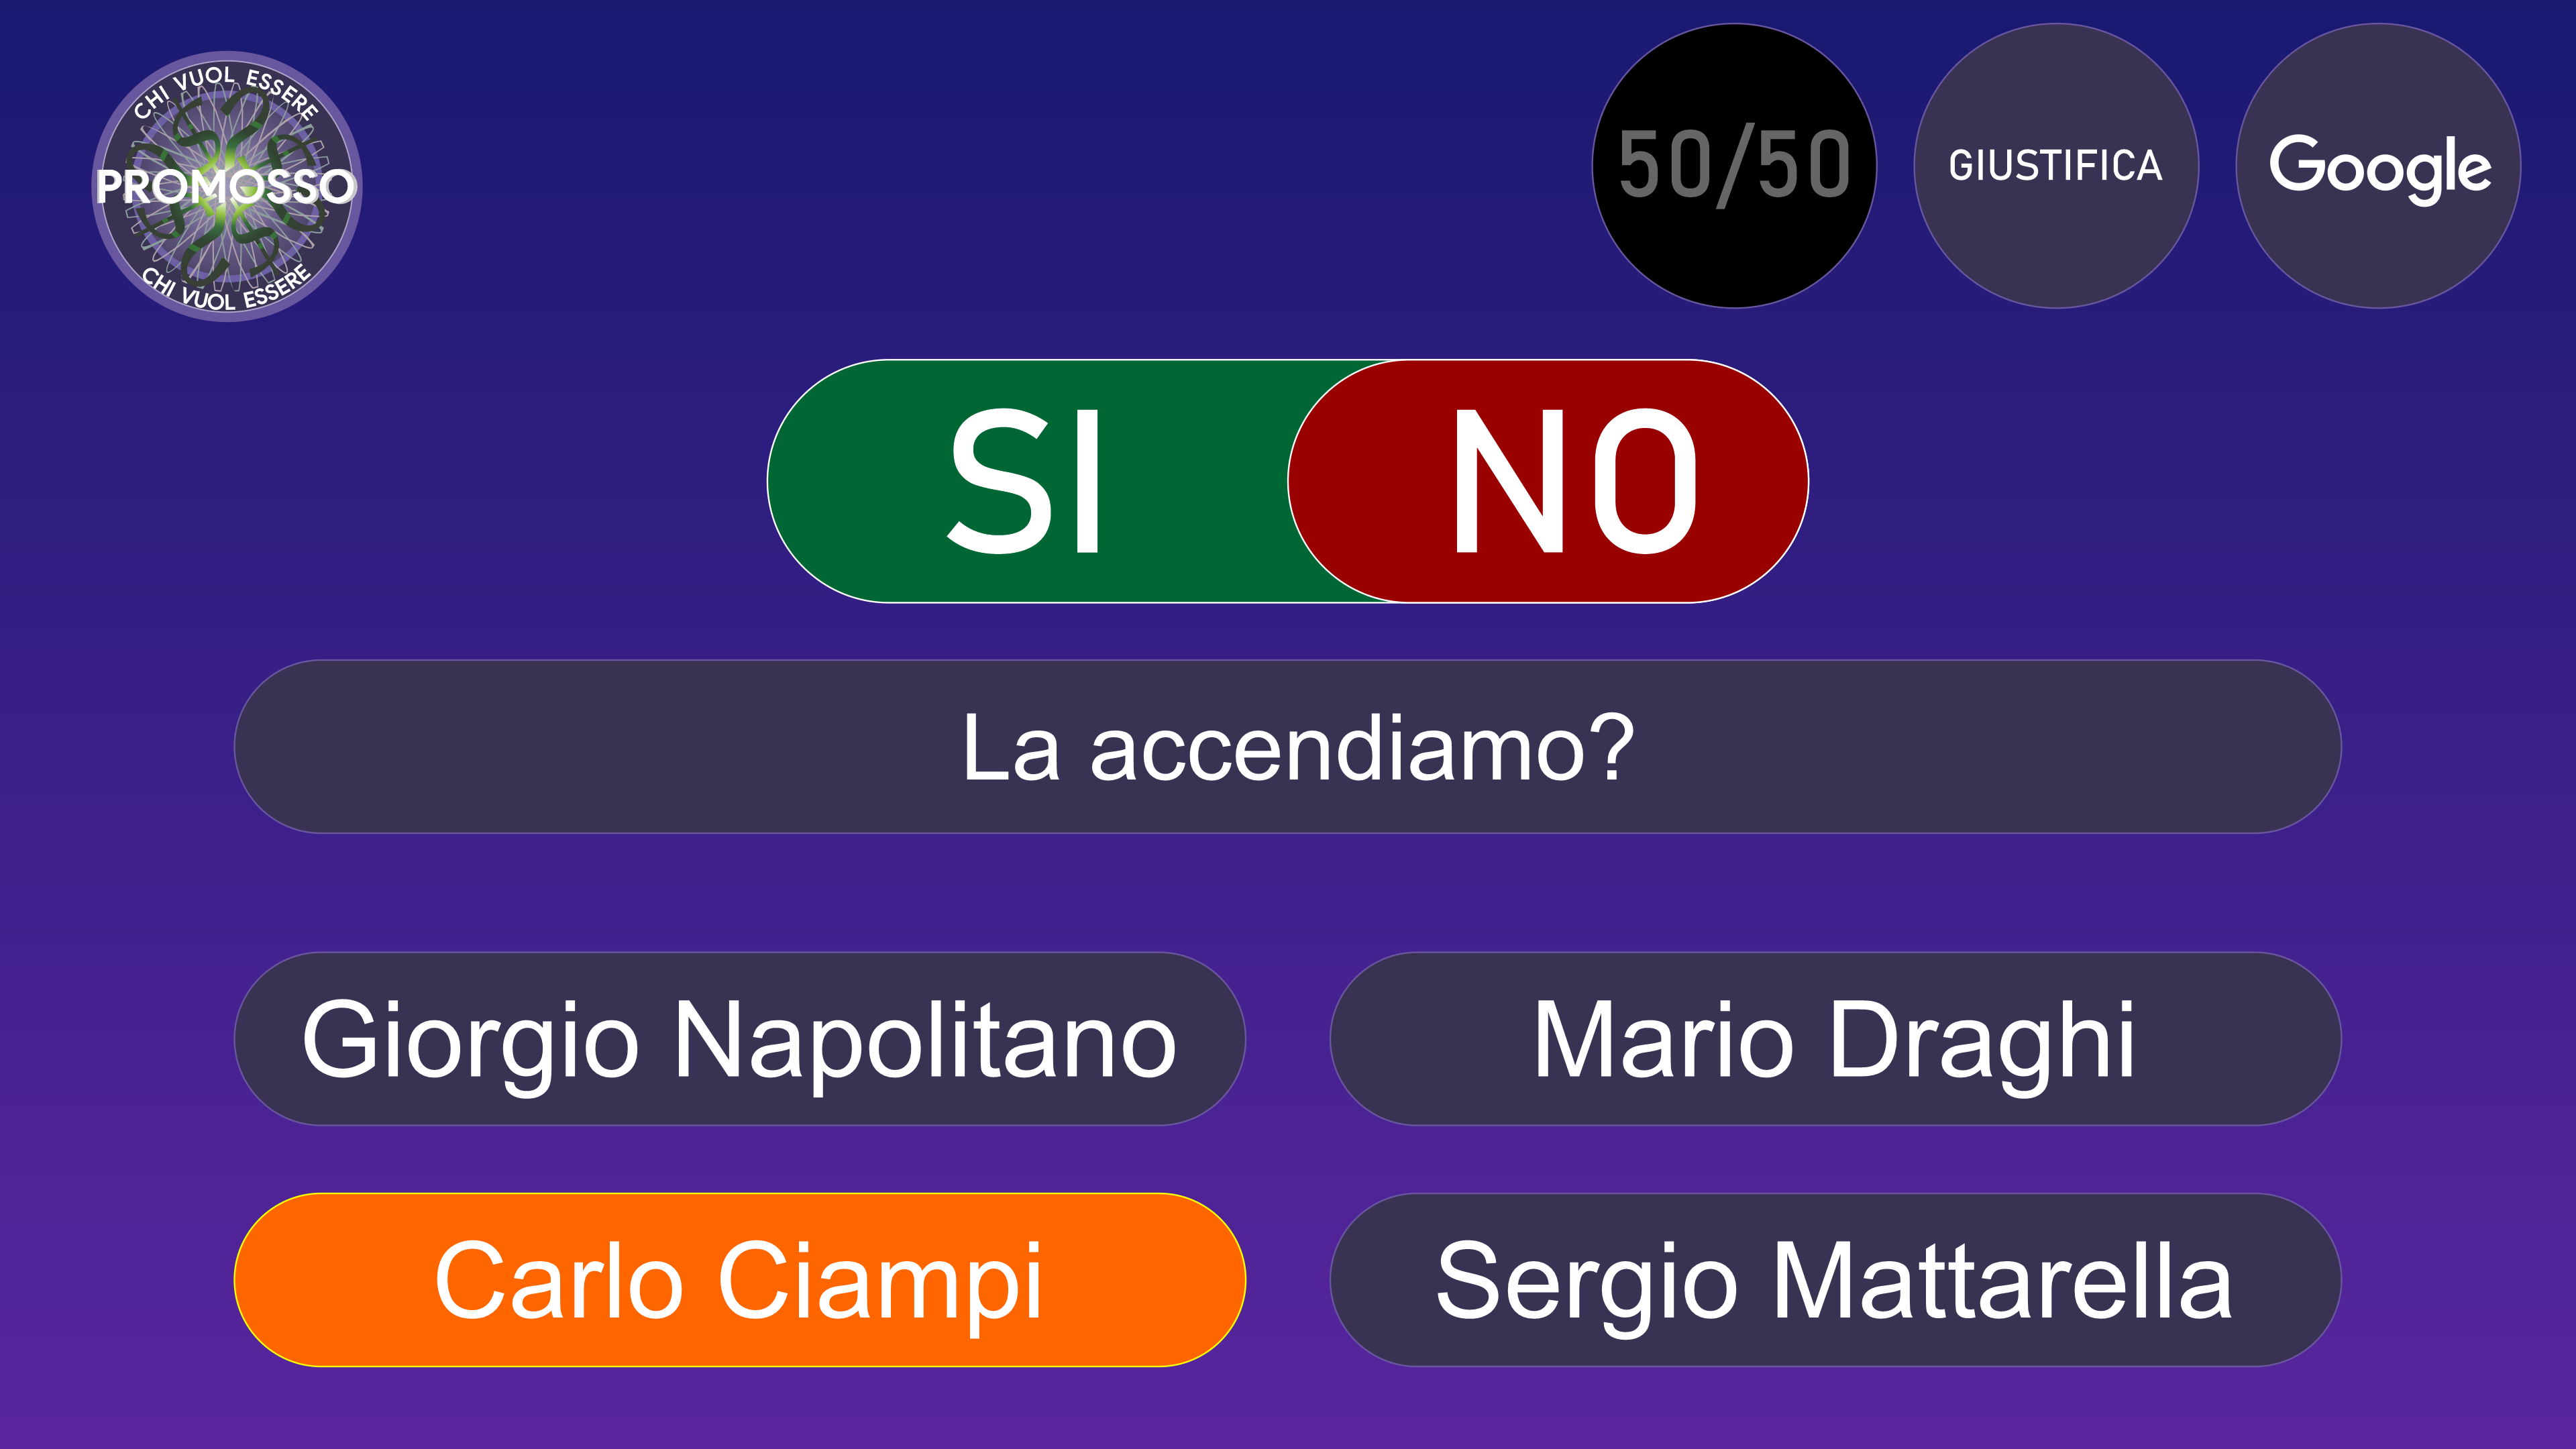 CHI VUOL ESSERE
PROMOSSO
CHI VUOL ESSERE
50/50
GIUSTIFICA
Google
SI
NO
La accendiamo?
Giorgio Napolitano
Mario Draghi
Carlo Ciampi
Sergio Mattarella